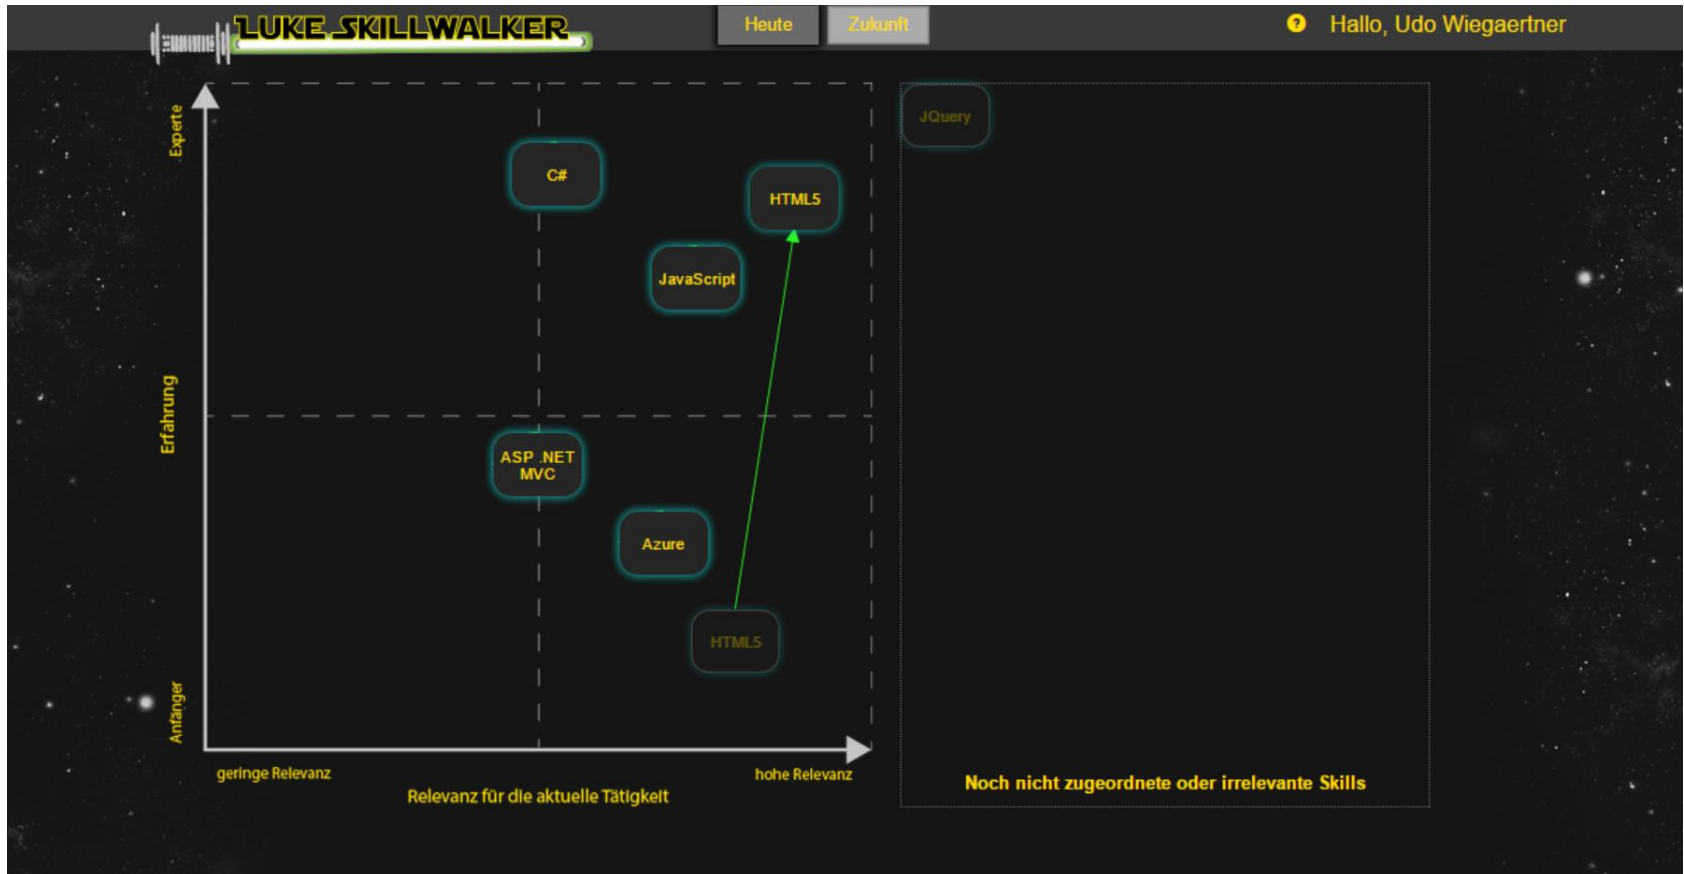 LUKE SKILLWALKER
Heute
Zukunft
? Hallo, Udo Wiegaertner
Experte
Erfahrung
Anfänger
C#
HTML5
JavaScript
ASP .NET
MVC
Azure
HTML5
geringe Relevanz
hohe Relevanz
Relevanz für die aktuelle Tätigkeit
JQuery
Noch nicht zugeordnete oder irrelevante Skills